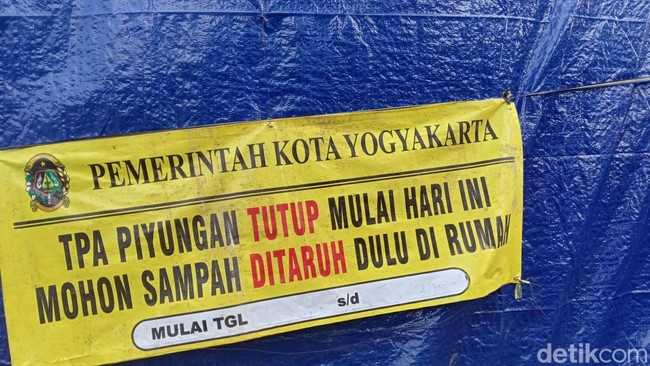 PEMERINTAH KOTA YOGYAKARTA
TPA PIYUNGAN TUTUP MULAI HARI INI
MOHON SAMPAH DITARUH DULU DI RUMAH
MULAI TGL s/d
detikcom